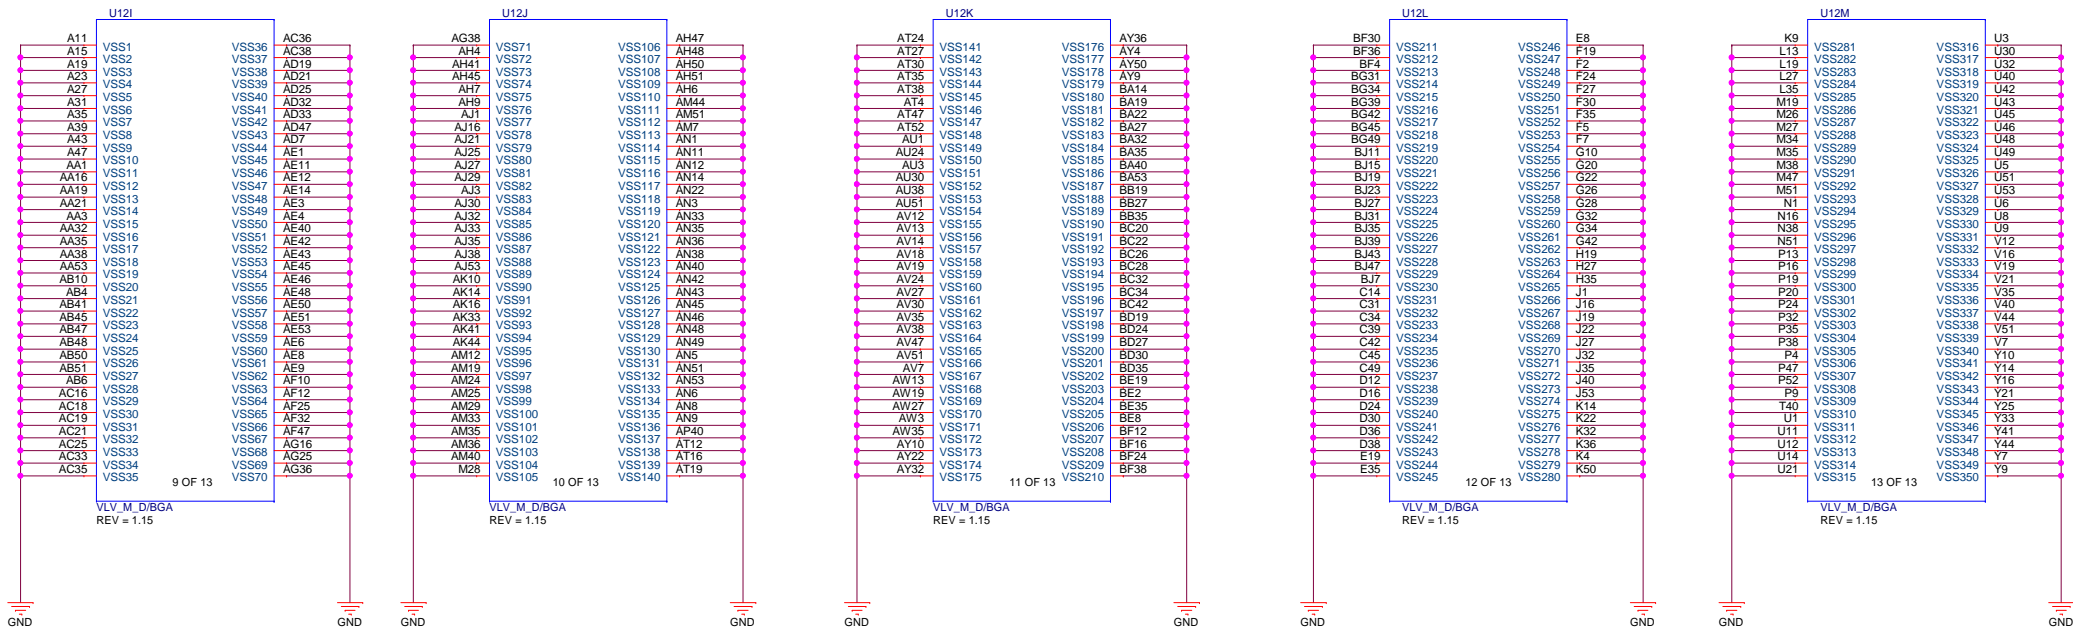 U12I
A11 VSS1 VSS36 AC36
A15 VSS2 VSS37 AC38
A19 VSS3 VSS38 AD19
A23 VSS4 VSS39 AD21
A27 VSS5 VSS40 AD25
A31 VSS6 VSS41 AD32
A35 VSS7 VSS42 AD33
A39 VSS8 VSS43 AD47
A43 VSS9 VSS44 AD7
A47 VSS10 VSS45 AE1
AA1 VSS11 VSS46 AE11
AA16 VSS12 VSS47 AE12
AA19 VSS13 VSS48 AE14
AA21 VSS14 VSS49 AE3
AA3 VSS15 VSS50 AE4
AA32 VSS16 VSS51 AE40
AA35 VSS17 VSS52 AE42
AA38 VSS18 VSS53 AE43
AA53 VSS19 VSS54 AE45
AB10 VSS20 VSS55 AE46
AB4 VSS21 VSS56 AE48
AB41 VSS22 VSS57 AE50
AB45 VSS23 VSS58 AE51
AB47 VSS24 VSS59 AE53
AB48 VSS25 VSS60 AE6
AB50 VSS26 VSS61 AE8
AB51 VSS27 VSS62 AE9
AB6 VSS28 VSS63 AF10
AC16 VSS29 VSS64 AF12
AC18 VSS30 VSS65 AF25
AC19 VSS31 VSS66 AF32
AC21 VSS32 VSS67 AF47
AC25 VSS33 VSS68 AG16
AC33 VSS34 VSS69 AG25
AC35 VSS35 VSS70 AG36
9 OF 13
VLV_M_D/BGA
REV = 1.15
GND GND
U12J
AG38 VSS71 VSS106 AH47
AH4 VSS72 VSS107 AH48
AH41 VSS73 VSS108 AH50
AH45 VSS74 VSS109 AH51
AH7 VSS75 VSS110 AH6
AH9 VSS76 VSS111 AM44
AJ1 VSS77 VSS112 AM51
AJ16 VSS78 VSS113 AM7
AJ21 VSS79 VSS114 AN1
AJ25 VSS80 VSS115 AN11
AJ27 VSS81 VSS116 AN12
AJ29 VSS82 VSS117 AN14
AJ3 VSS83 VSS118 AN22
AJ30 VSS84 VSS119 AN3
AJ32 VSS85 VSS120 AN33
AJ33 VSS86 VSS121 AN35
AJ35 VSS87 VSS122 AN36
AJ38 VSS88 VSS123 AN38
AJ53 VSS89 VSS124 AN40
AK10 VSS90 VSS125 AN42
AK14 VSS91 VSS126 AN43
AK16 VSS92 VSS127 AN45
AK33 VSS93 VSS128 AN46
AK41 VSS94 VSS129 AN48
AK44 VSS95 VSS130 AN49
AM12 VSS96 VSS131 AN5
AM19 VSS97 VSS132 AN51
AM24 VSS98 VSS133 AN53
AM25 VSS99 VSS134 AN6
AM29 VSS100 VSS135 AN8
AM33 VSS101 VSS136 AN9
AM35 VSS102 VSS137 AP40
AM36 VSS103 VSS138 AT12
AM40 VSS104 VSS139 AT16
M28 VSS105 VSS140 AT19
10 OF 13
VLV_M_D/BGA
REV = 1.15
GND GND
U12K
AT24 VSS141 VSS176 AY36
AT27 VSS142 VSS177 AY4
AT30 VSS143 VSS178 AY50
AT35 VSS144 VSS179 AY9
AT38 VSS145 VSS180 BA14
AT4 VSS146 VSS181 BA19
AT47 VSS147 VSS182 BA22
AT52 VSS148 VSS183 BA27
AU1 VSS149 VSS184 BA32
AU24 VSS150 VSS185 BA35
AU3 VSS151 VSS186 BA40
AU30 VSS152 VSS187 BA53
AU38 VSS153 VSS188 BB19
AU51 VSS154 VSS189 BB27
AV12 VSS155 VSS190 BB35
AV13 VSS156 VSS191 BC20
AV14 VSS157 VSS192 BC22
AV18 VSS158 VSS193 BC26
AV19 VSS159 VSS194 BC28
AV24 VSS160 VSS195 BC32
AV27 VSS161 VSS196 BC34
AV30 VSS162 VSS197 BC42
AV35 VSS163 VSS198 BD19
AV38 VSS164 VSS199 BD24
AV47 VSS165 VSS200 BD27
AV51 VSS166 VSS201 BD30
AV7 VSS167 VSS202 BD35
AW13 VSS168 VSS203 BE19
AW19 VSS169 VSS204 BE2
AW27 VSS170 VSS205 BE35
AW3 VSS171 VSS206 BE8
AW35 VSS172 VSS207 BF12
AY10 VSS173 VSS208 BF16
AY22 VSS174 VSS209 BF24
AY32 VSS175 VSS210 BF38
11 OF 13
VLV_M_D/BGA
REV = 1.15
GND GND
U12L
BF30 VSS211 VSS246 E8
BF36 VSS212 VSS247 F19
BF4 VSS213 VSS248 F2
BG31 VSS214 VSS249 F24
BG34 VSS215 VSS250 F27
BG39 VSS216 VSS251 F30
BG42 VSS217 VSS252 F35
BG45 VSS218 VSS253 F5
BG49 VSS219 VSS254 F7
BJ11 VSS220 VSS255 G10
BJ15 VSS221 VSS256 G20
BJ19 VSS222 VSS257 G22
BJ23 VSS223 VSS258 G26
BJ27 VSS224 VSS259 G28
BJ31 VSS225 VSS260 G32
BJ35 VSS226 VSS261 G34
BJ39 VSS227 VSS262 G42
BJ43 VSS228 VSS263 H19
BJ47 VSS229 VSS264 H27
BJ7 VSS230 VSS265 H35
C14 VSS231 VSS266 J1
C31 VSS232 VSS267 J16
C34 VSS233 VSS268 J19
C39 VSS234 VSS269 J22
C42 VSS235 VSS270 J27
C45 VSS236 VSS271 J32
C49 VSS237 VSS272 J35
D12 VSS238 VSS273 J40
D16 VSS239 VSS274 J53
D24 VSS240 VSS275 K14
D30 VSS241 VSS276 K22
D36 VSS242 VSS277 K32
D38 VSS243 VSS278 K36
E19 VSS244 VSS279 K4
E35 VSS245 VSS280 K50
12 OF 13
VLV_M_D/BGA
REV = 1.15
GND GND
U12M
K9 VSS281 VSS316 U3
L13 VSS282 VSS317 U30
L19 VSS283 VSS318 U32
L27 VSS284 VSS319 U40
L35 VSS285 VSS320 U42
M19 VSS286 VSS321 U43
M26 VSS287 VSS322 U45
M27 VSS288 VSS323 U46
M34 VSS289 VSS324 U48
M35 VSS290 VSS325 U49
M38 VSS291 VSS326 U5
M47 VSS292 VSS327 U51
M51 VSS293 VSS328 U53
N1 VSS294 VSS329 U6
N16 VSS295 VSS330 U8
N38 VSS296 VSS331 U9
N51 VSS297 VSS332 V12
P13 VSS298 VSS333 V16
P16 VSS299 VSS334 V19
P19 VSS300 VSS335 V21
P20 VSS301 VSS336 V35
P24 VSS302 VSS337 V40
P32 VSS303 VSS338 V44
P35 VSS304 VSS339 V51
P38 VSS305 VSS340 V7
P4 VSS306 VSS341 Y10
P47 VSS307 VSS342 Y14
P52 VSS308 VSS343 Y16
P9 VSS309 VSS344 Y21
T40 VSS310 VSS345 Y25
U1 VSS311 VSS346 Y33
U11 VSS312 VSS347 Y41
U12 VSS313 VSS348 Y44
U14 VSS314 VSS349 Y7
U21 VSS315 VSS350 Y9
13 OF 13
VLV_M_D/BGA
REV = 1.15
GND GND